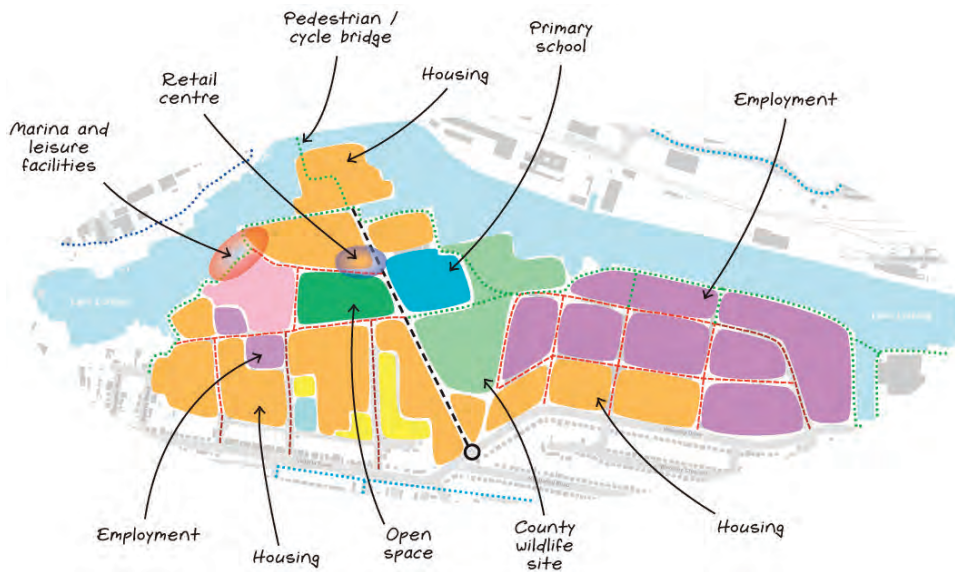 Pedestrian /
cycle bridge
Primary
school
Housing
Retail
centre
Employment
Marina and
leisure
facilities
Employment
Housing
Open
space
County
wildlife
site
Housing